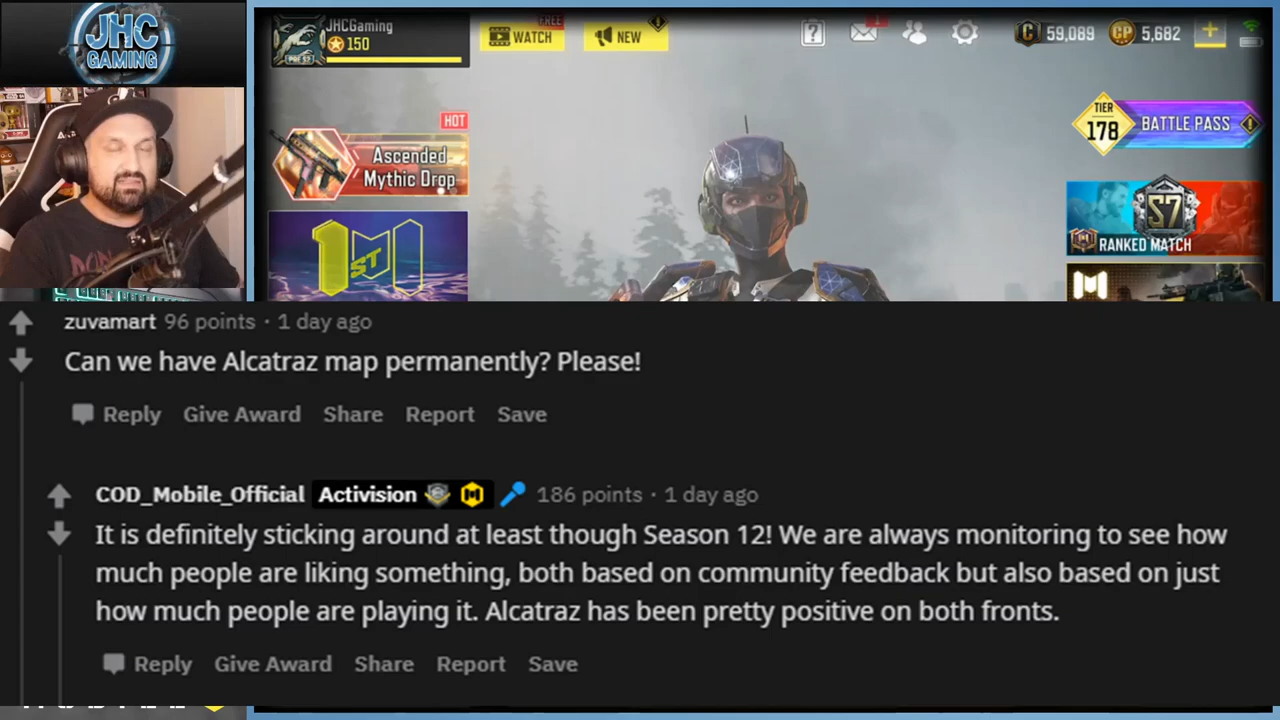 JHC
GAMING
JHCGaming
150
FREE
WATCH
NEW
1
59,089
CP
5,682
+
HOT
Ascended
Mythic Drop
1ST
TIER
178
BATTLE PASS
S7
RANKED MATCH
zuvamart 96 points · 1 day ago
Can we have Alcatraz map permanently? Please!
Reply Give Award Share Report Save
COD_Mobile_Official Activision 186 points · 1 day ago
It is definitely sticking around at least though Season 12! We are always monitoring to see how
much people are liking something, both based on community feedback but also based on just
how much people are playing it. Alcatraz has been pretty positive on both fronts.
Reply Give Award Share Report Save